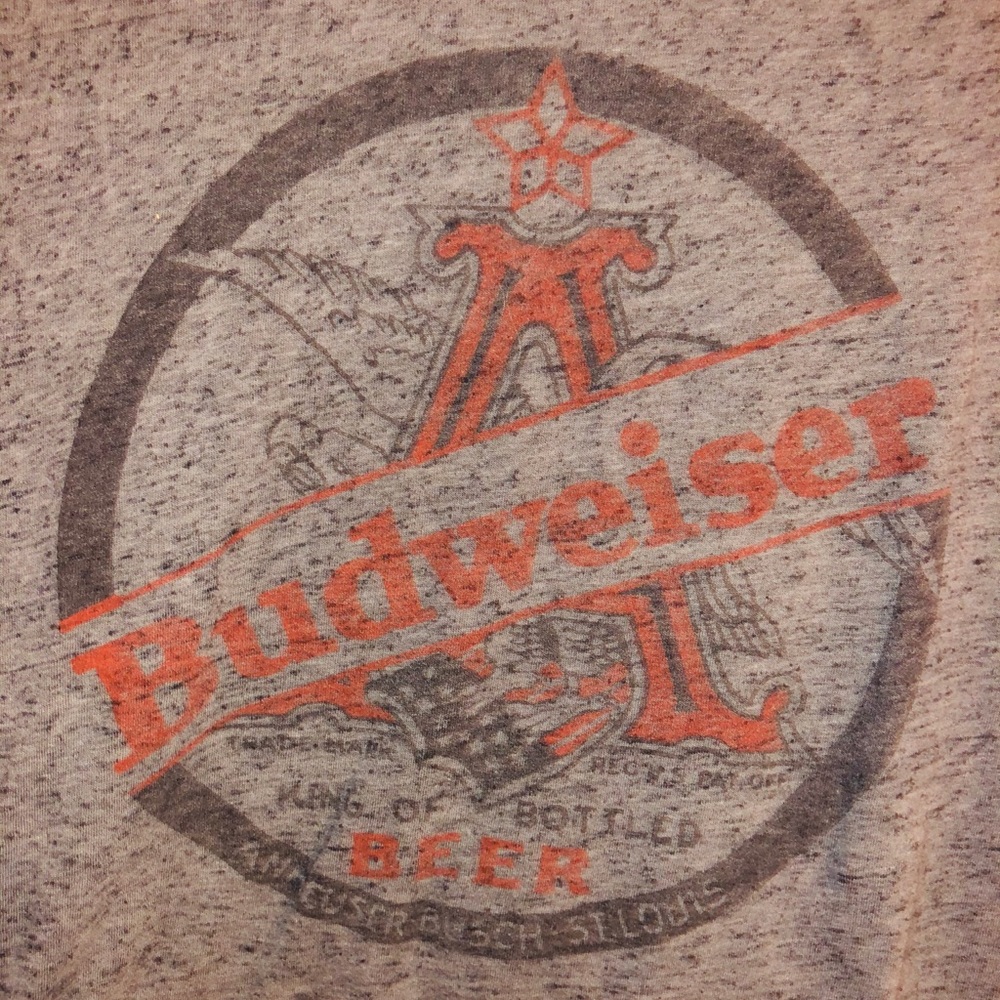 Budweiser
TRADE-MARK
REG. U.S. PAT. OFF.
KING OF BOTTLED
BEER
ANHEUSER-BUSCH-ST.LOUIS